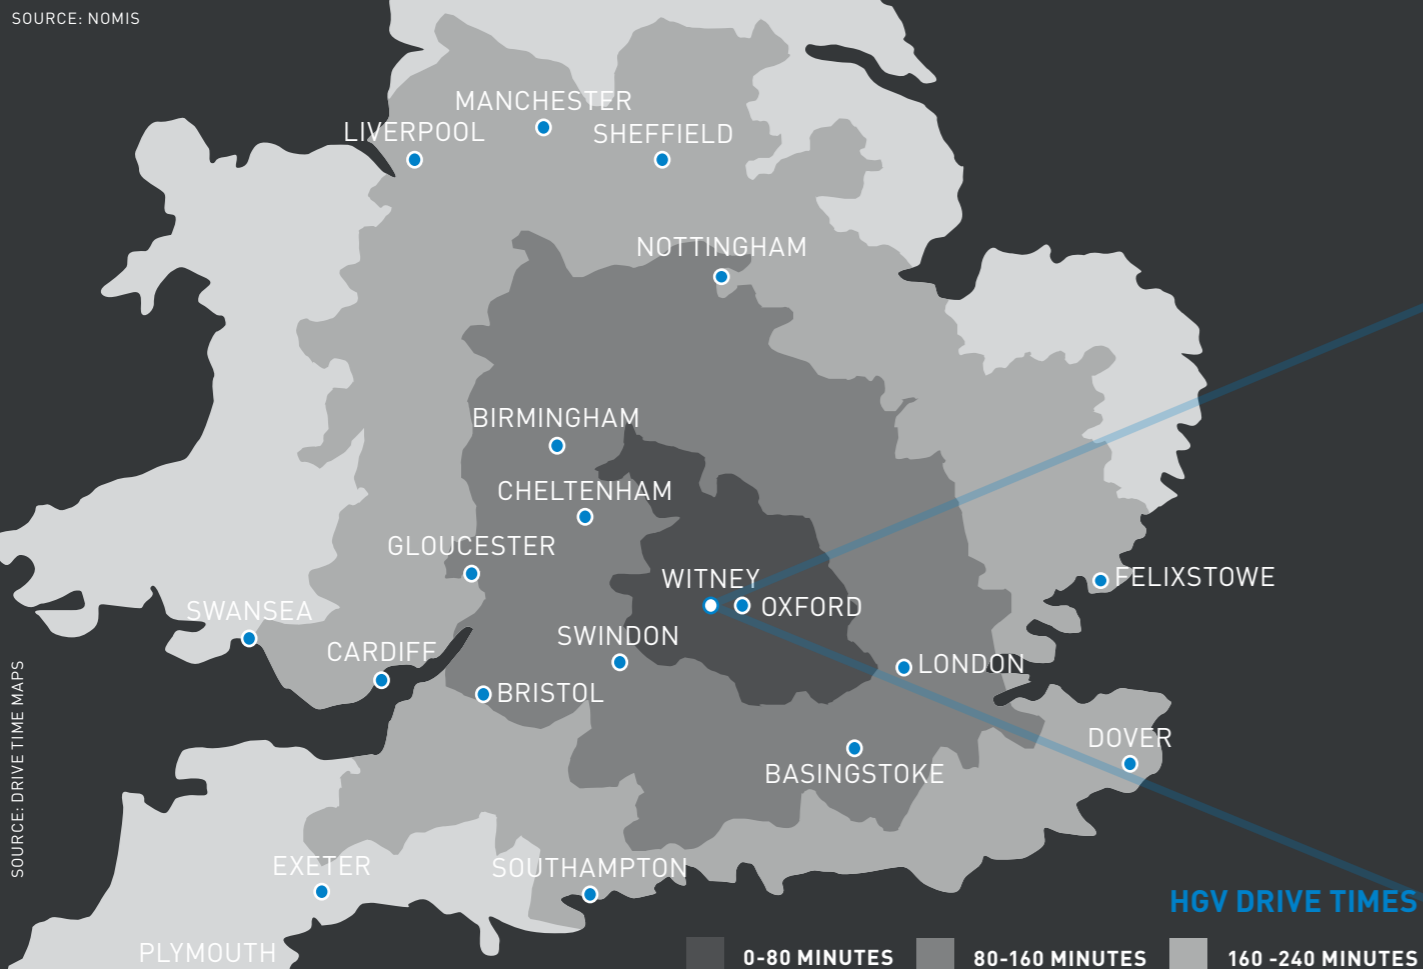 SOURCE: NOMIS
MANCHESTER
LIVERPOOL
SHEFFIELD
NOTTINGHAM
BIRMINGHAM
CHELTENHAM
GLOUCESTER
WITNEY
FELIXSTOWE
OXFORD
SWANSEA
SWINDON
CARDIFF
LONDON
BRISTOL
DOVER
BASINGSTOKE
SOURCE: DRIVE TIME MAPS
EXETER
SOUTHAMPTON
HGV DRIVE TIMES
PLYMOUTH
0-80 MINUTES
80-160 MINUTES
160 -240 MINUTES